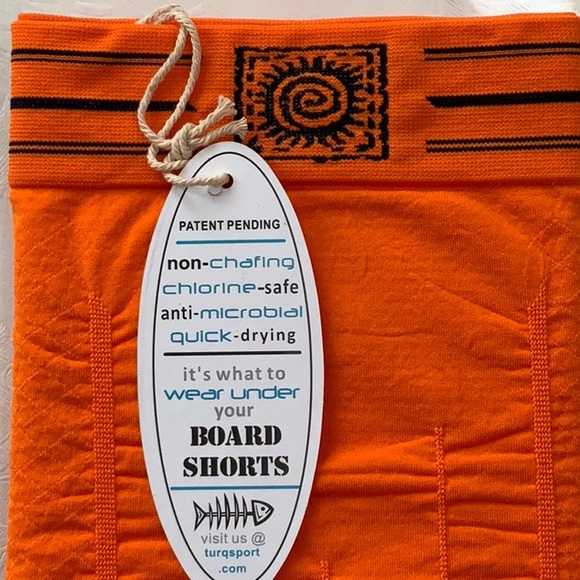 PATENT PENDING
non-chafing
chlorine-safe
anti-microbial
quick-drying
it's what to
wear under
your
BOARD
SHORTS
visit us @
turqsport
.com